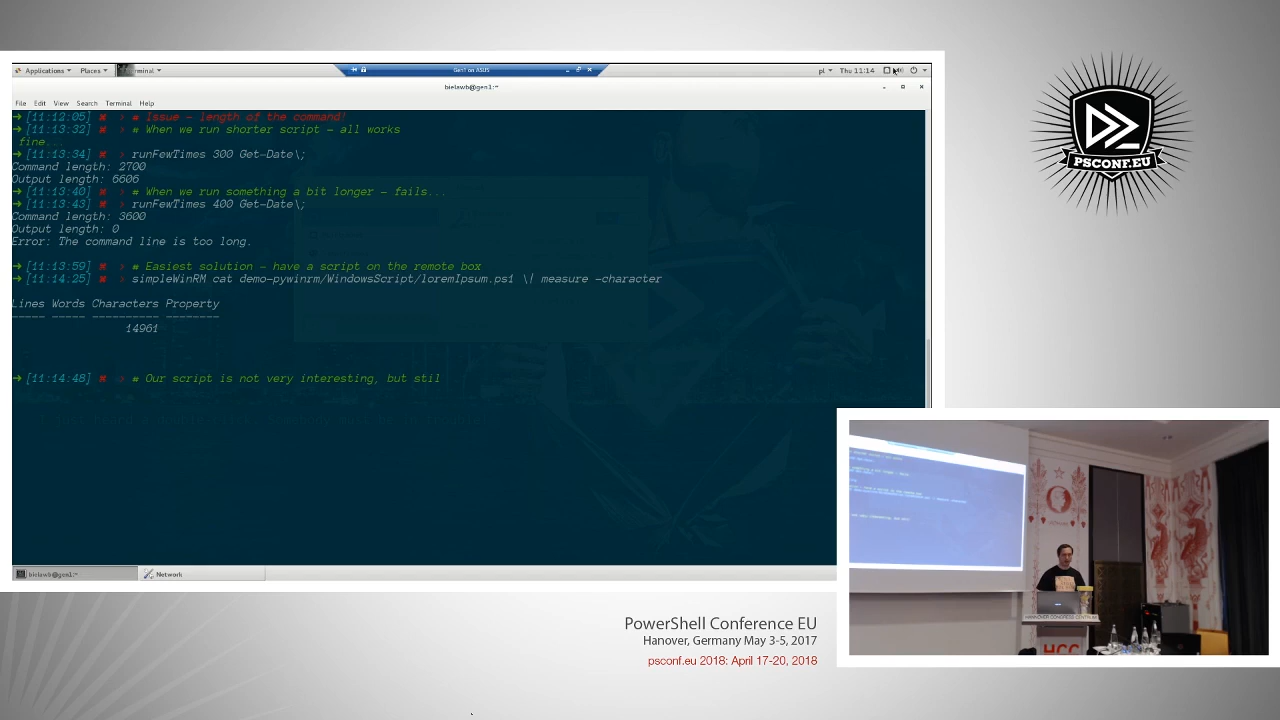 Applications Places Terminal
Gen1 on ASUS
pl Thu 11:14
bielawb@gen1:~
File Edit View Search Terminal Help
➜ [11:12:05] ✖ > # Issue - length of the command!
➜ [11:13:32] ✖ > # When we run shorter script - all works
fine...
➜ [11:13:34] ✖ > runFewTimes 300 Get-Date\;
Command length: 2700
Output length: 6606
➜ [11:13:40] ✖ > # When we run something a bit longer - fails...
➜ [11:13:43] ✖ > runFewTimes 400 Get-Date\;
Command length: 3600
Output length: 0
Error: The command line is too long.
➜ [11:13:59] ✖ > # Easiest solution - have a script on the remote box
➜ [11:14:25] ✖ > simpleWinRM cat demo-pywinrm/WindowsScript/loremIpsum.ps1 \| measure -character
Lines Words Characters Property
----- ----- ---------- --------
14961
➜ [11:14:48] ✖ > # Our script is not very interesting, but stil
bielawb@gen1:~ Network
PSCONF.EU
HANNOVER CONGRESS CENTRUM
HCC
PowerShell Conference EU
Hanover, Germany May 3-5, 2017
psconf.eu 2018: April 17-20, 2018